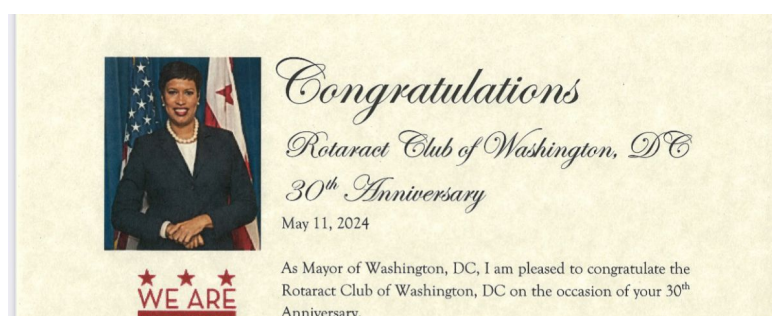 Congratulations
Rotaract Club of Washington, DC
30th Anniversary
May 11, 2024
As Mayor of Washington, DC, I am pleased to congratulate the
Rotaract Club of Washington, DC on the occasion of your 30th
Anniversary.
WE ARE